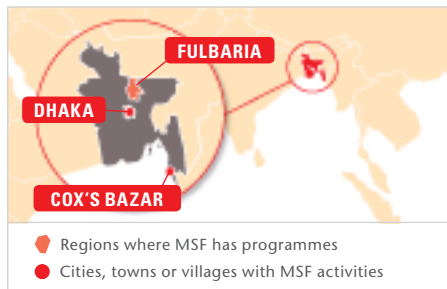 FULBARIA
DHAKA
COX'S BAZAR
Regions where MSF has programmes
Cities, towns or villages with MSF activities